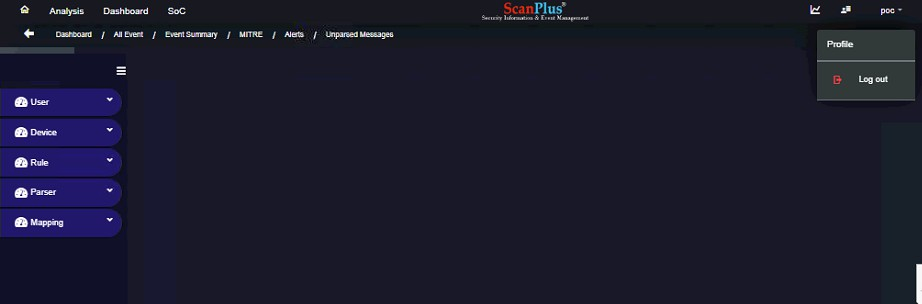 Analysis Dashboard SoC ScanPlus® poc
Security Information & Event Management
Dashboard / All Event / Event Summary / MITRE / Alerts / Unparsed Messages
Profile
Log out
User
Device
Rule
Parser
Mapping